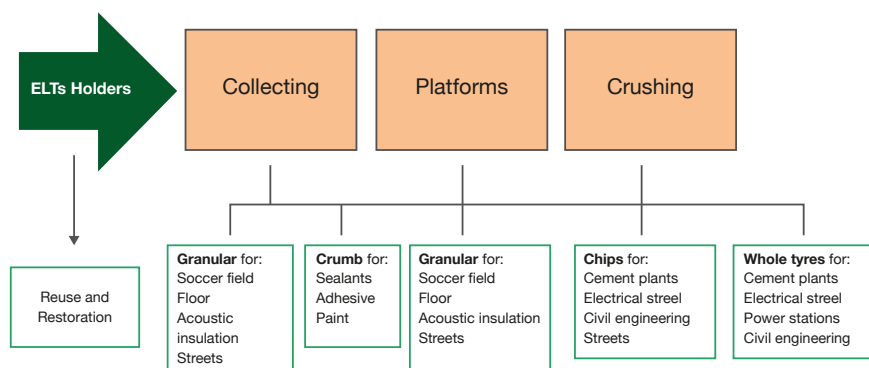 ELTs Holders
Collecting
Platforms
Crushing
Reuse and
Restoration
Granular for:
Soccer field
Floor
Acoustic
insulation
Streets
Crumb for:
Sealants
Adhesive
Paint
Granular for:
Soccer field
Floor
Acoustic insulation
Streets
Chips for:
Cement plants
Electrical streel
Civil engineering
Streets
Whole tyres for:
Cement plants
Electrical streel
Power stations
Civil engineering